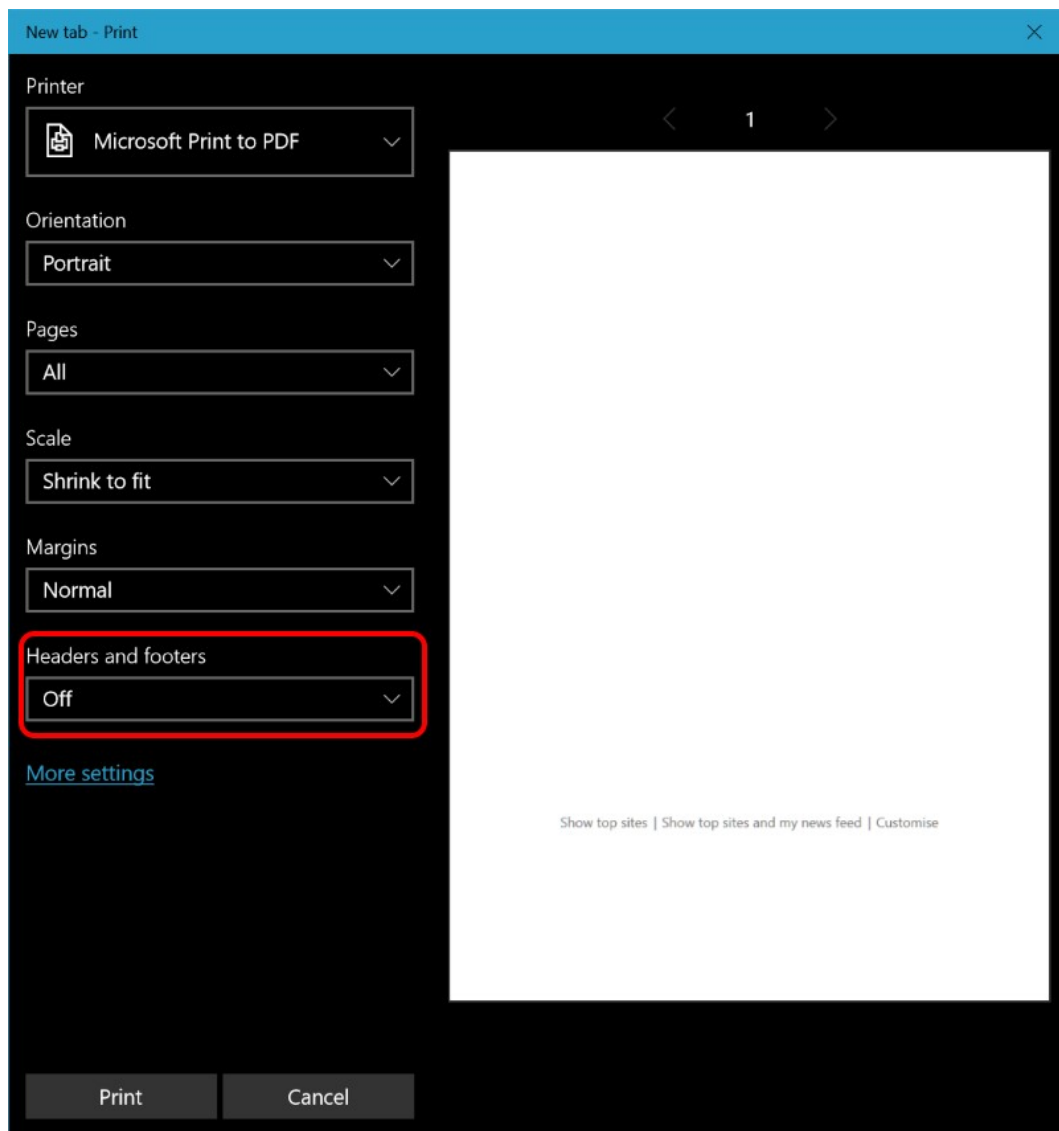 New tab - Print
Printer
Microsoft Print to PDF
Orientation
Portrait
Pages
All
Scale
Shrink to fit
Margins
Normal
Headers and footers
Off
More settings
Print Cancel
1
Show top sites | Show top sites and my news feed | Customise